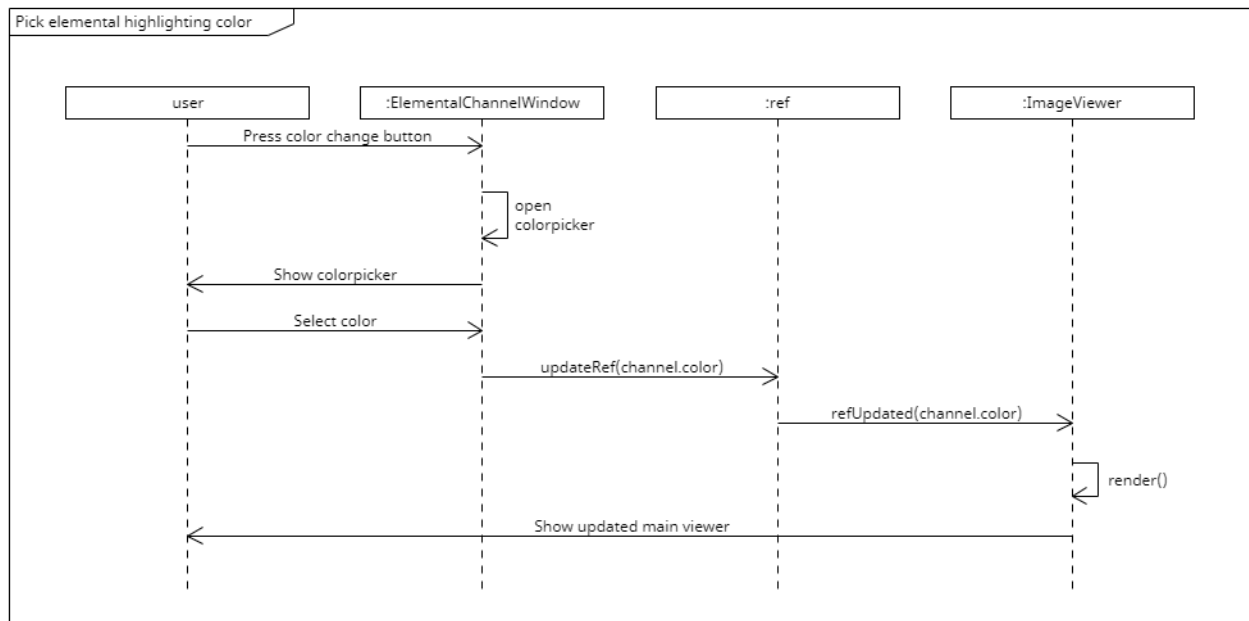 Pick elemental highlighting color
user
:ElementalChannelWindow
:ref
:ImageViewer
Press color change button
open
colorpicker
Show colorpicker
Select color
updateRef(channel.color)
refUpdated(channel.color)
render()
Show updated main viewer